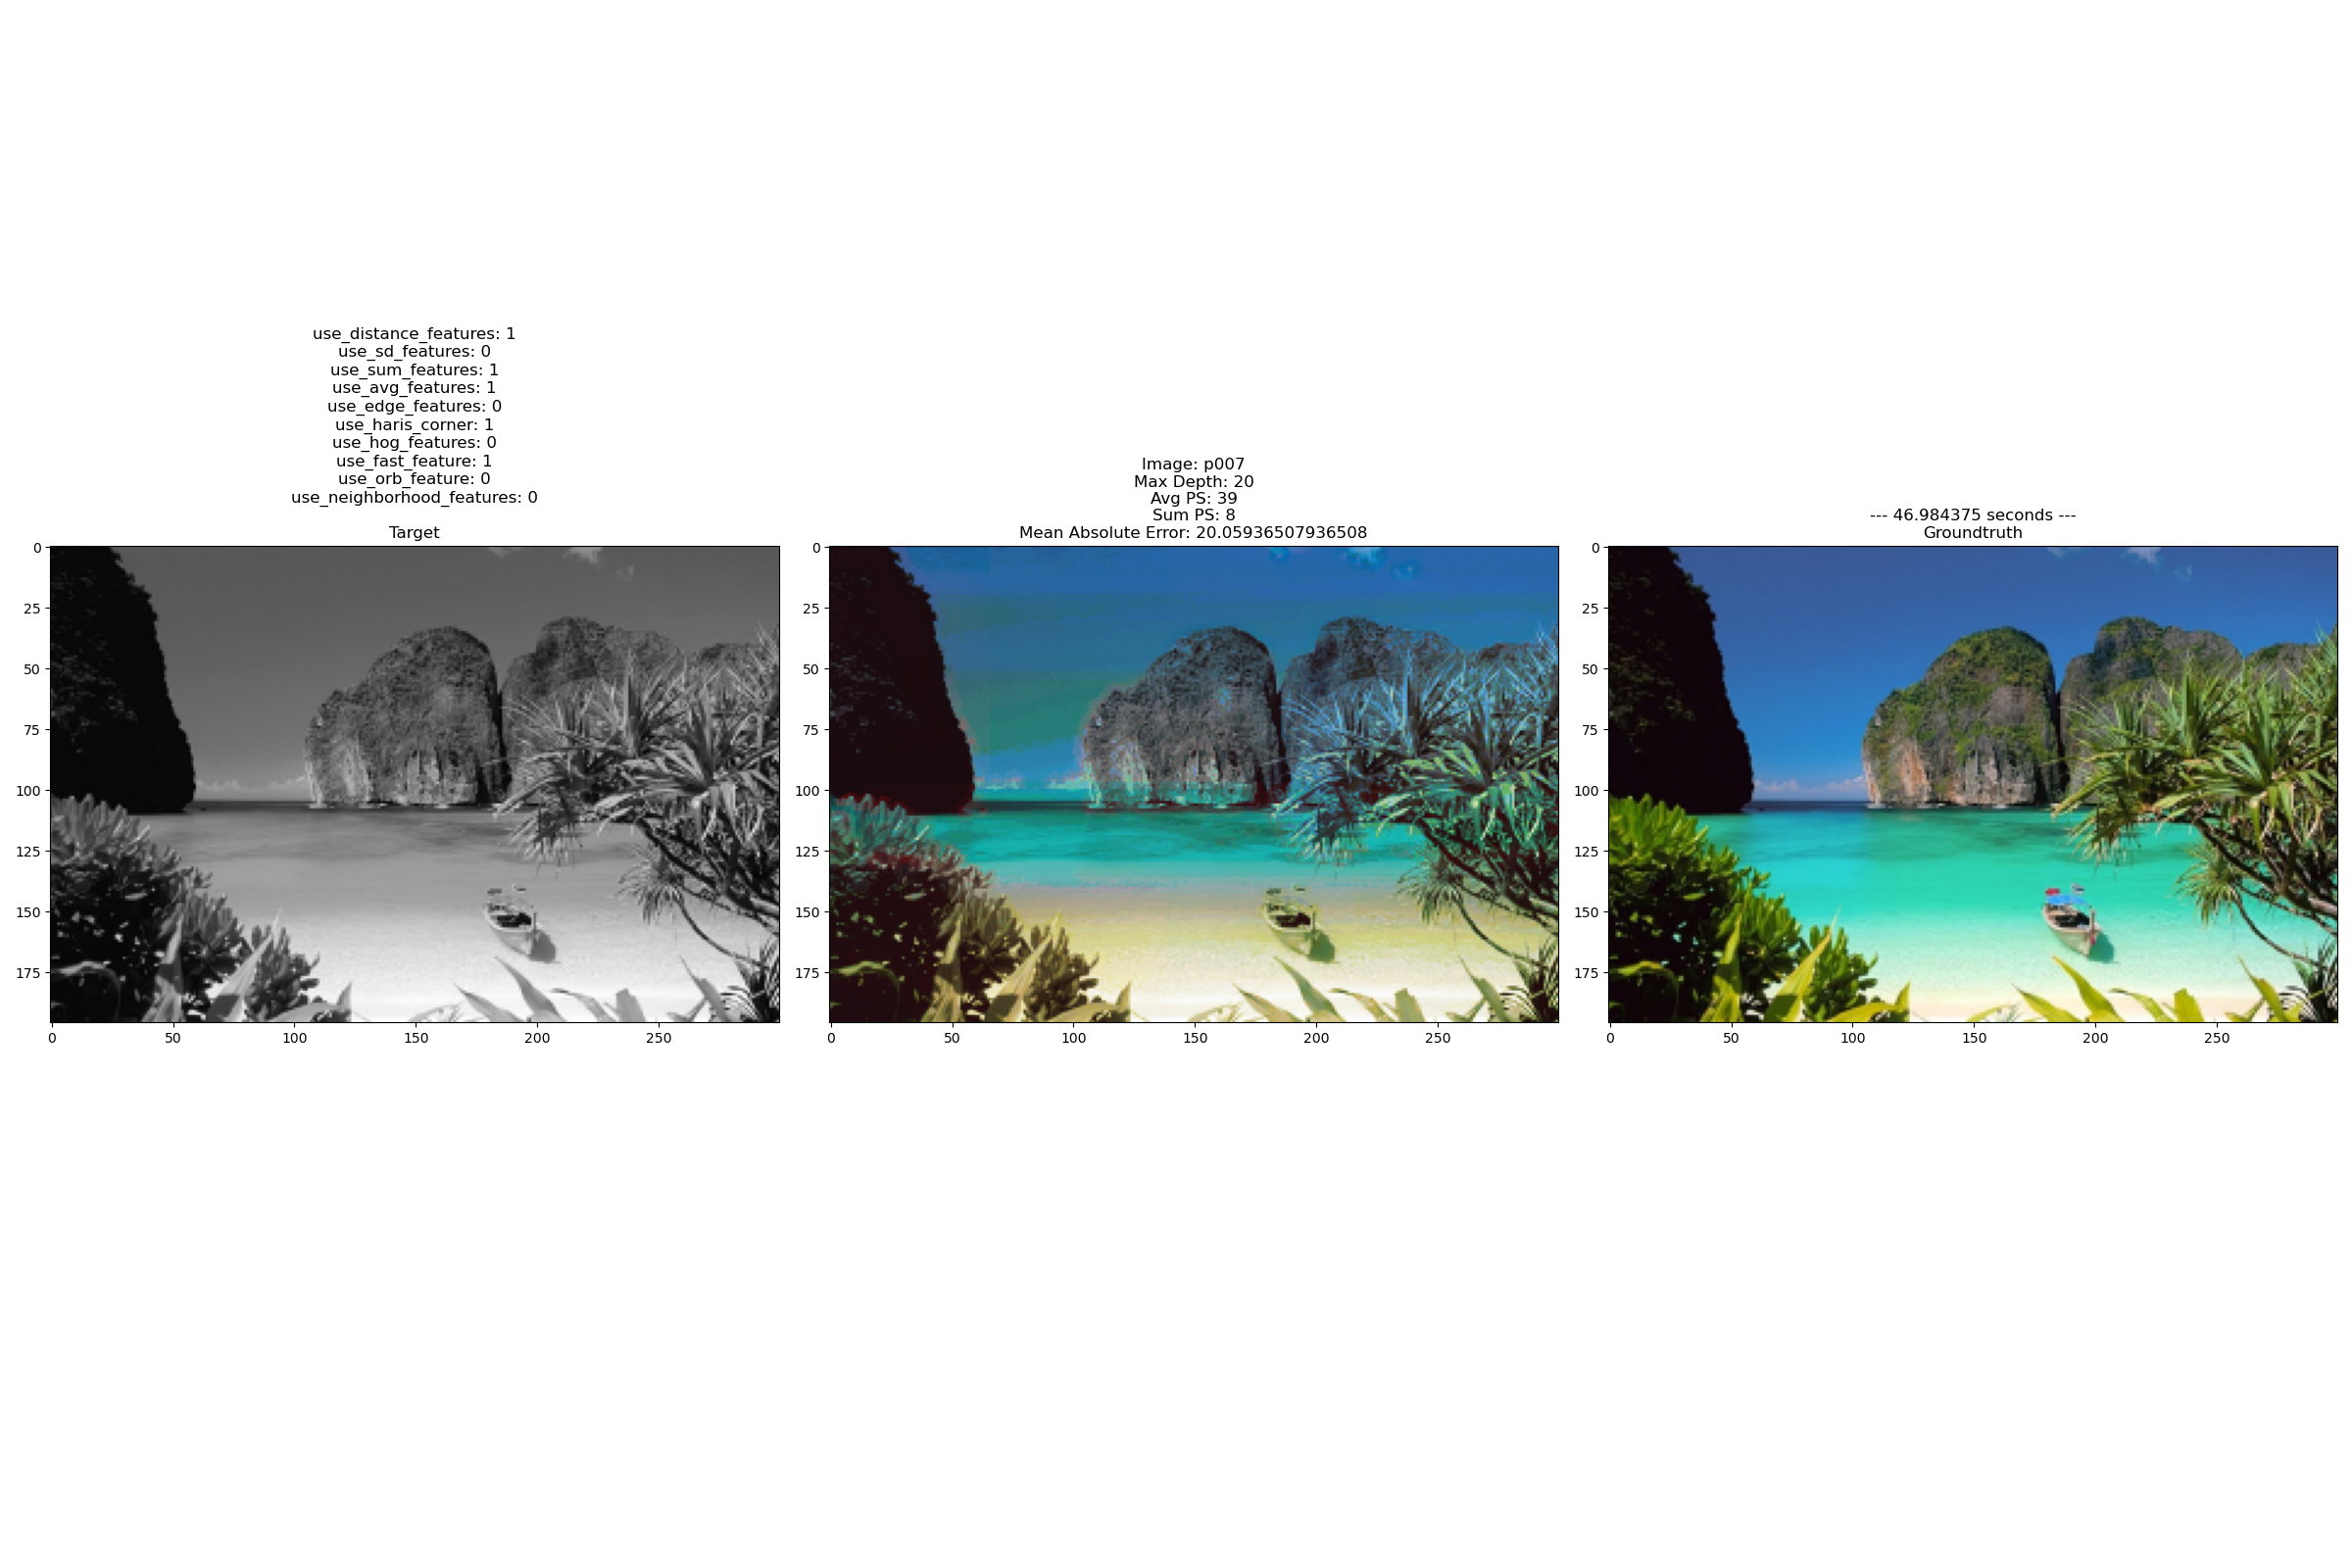 use_distance_features: 1
use_sd_features: 0
use_sum_features: 1
use_avg_features: 1
use_edge_features: 0
use_haris_corner: 1
use_hog_features: 0
use_fast_feature: 1
use_orb_feature: 0
use_neighborhood_features: 0
Target
0
25
50
75
100
125
150
175
0 50 100 150 200 250
Image: p007
Max Depth: 20
Avg PS: 39
Sum PS: 8
Mean Absolute Error: 20.05936507936508
0
25
50
75
100
125
150
175
0 50 100 150 200 250
--- 46.984375 seconds ---
Groundtruth
0
25
50
75
100
125
150
175
0 50 100 150 200 250